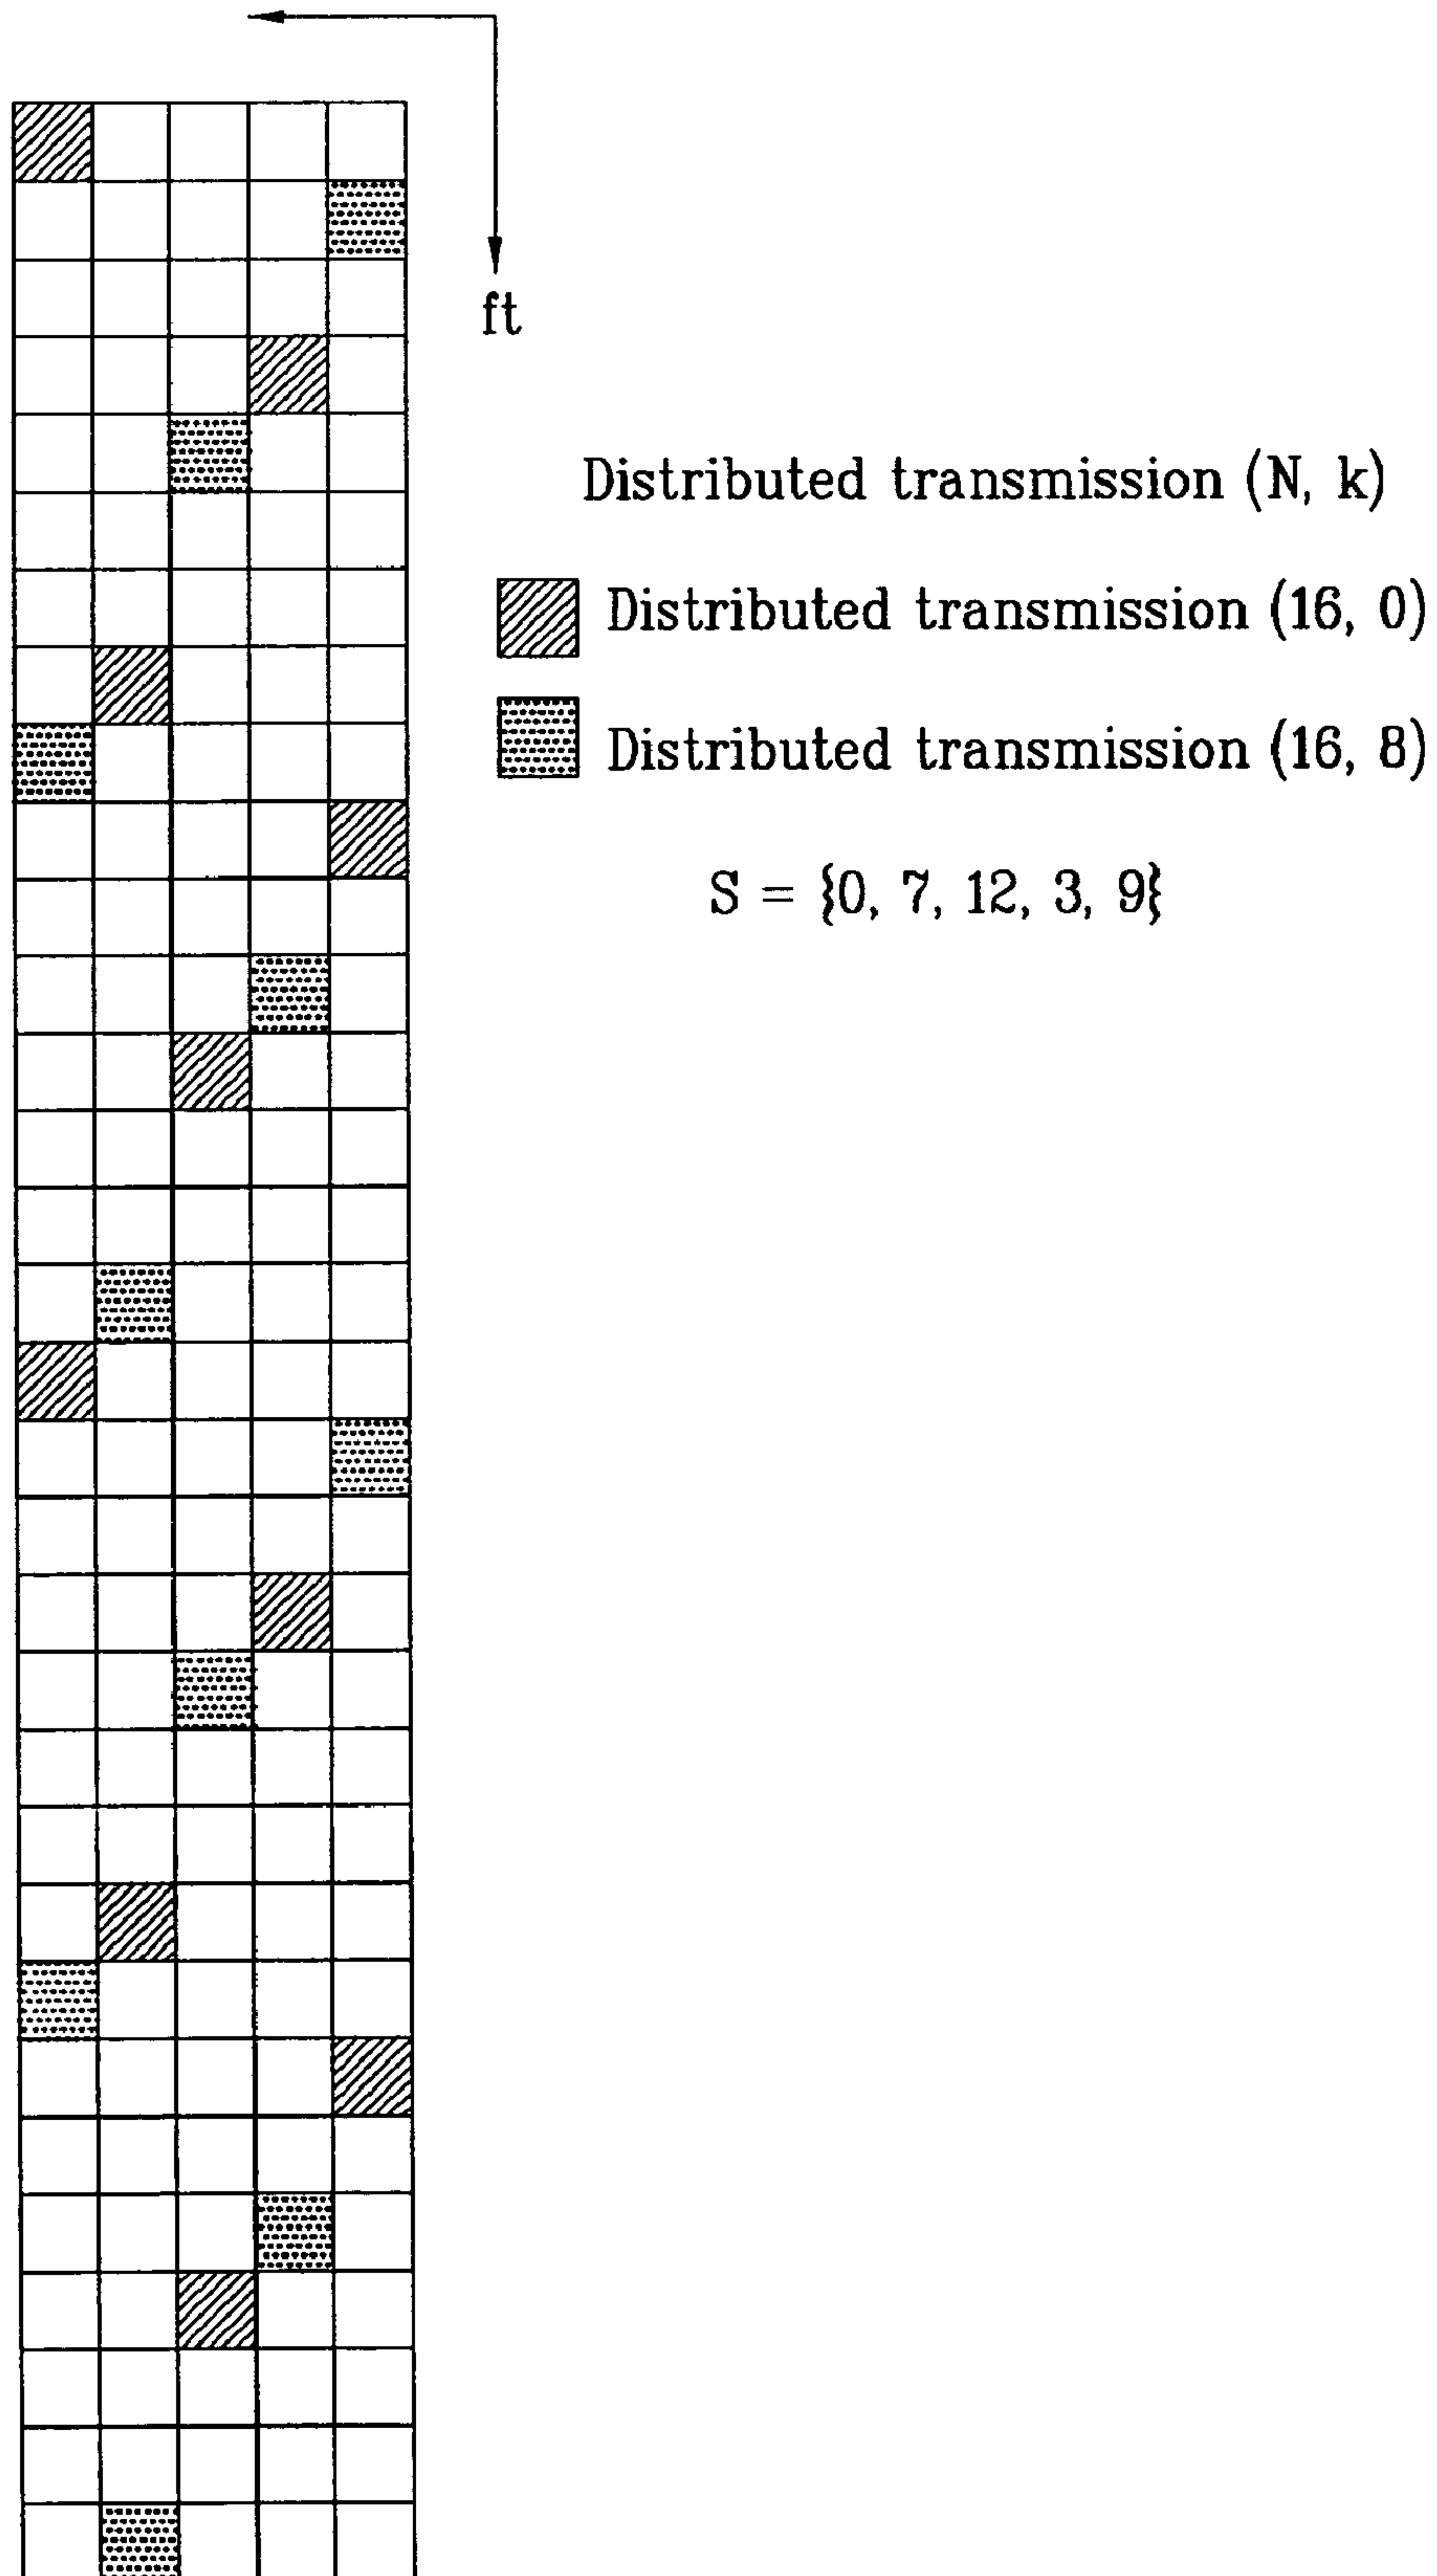 ft
Distributed transmission (N, k)
Distributed transmission (16, 0)
Distributed transmission (16, 8)
S = {0, 7, 12, 3, 9}